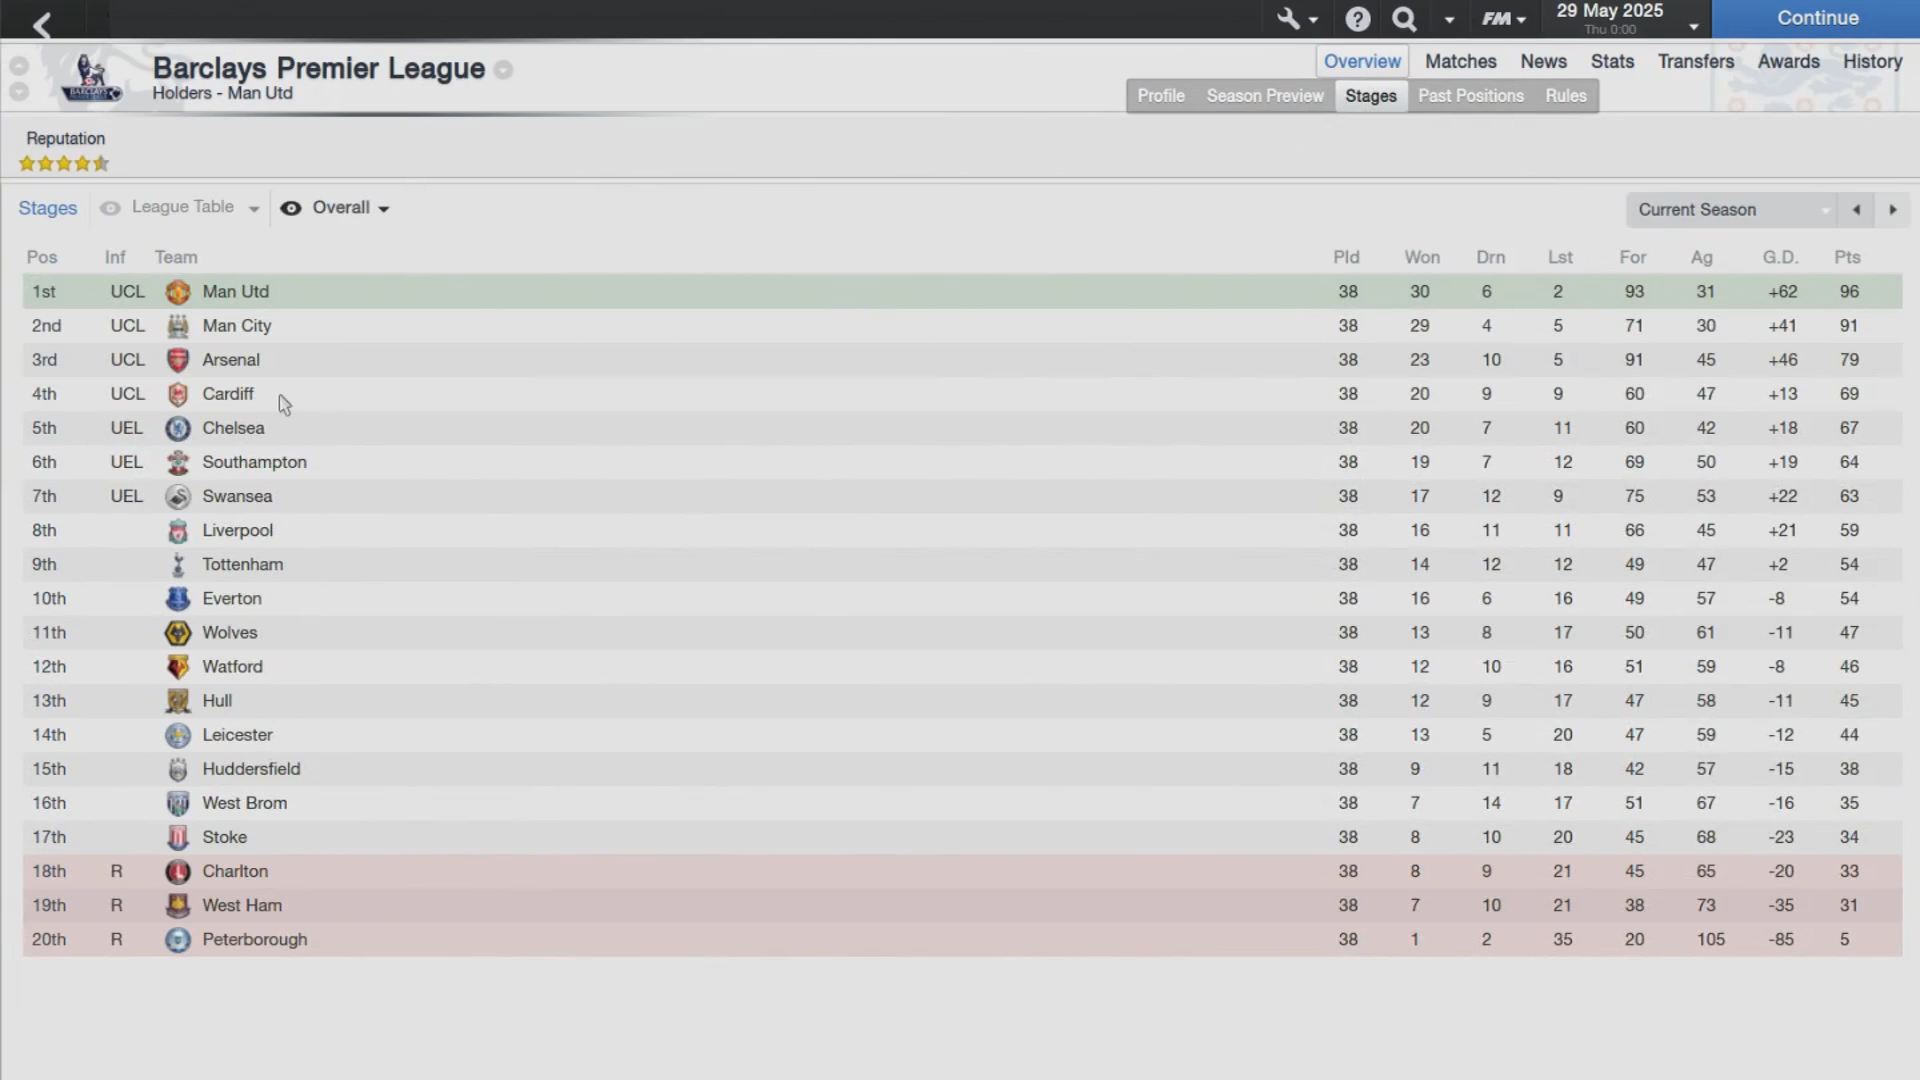 29 May 2025
Thu 0:00
FM
Continue
Barclays Premier League
Holders - Man Utd
BARCLAYS
Overview Matches News Stats Transfers Awards History
Profile Season Preview Stages Past Positions Rules
Reputation
Stages League Table Overall Current Season
Pos Inf Team Pld Won Drn Lst For Ag G.D. Pts
1st UCL Man Utd 38 30 6 2 93 31 +62 96
2nd UCL Man City 38 29 4 5 71 30 +41 91
3rd UCL Arsenal 38 23 10 5 91 45 +46 79
4th UCL Cardiff 38 20 9 9 60 47 +13 69
5th UEL Chelsea 38 20 7 11 60 42 +18 67
6th UEL Southampton 38 19 7 12 69 50 +19 64
7th UEL Swansea 38 17 12 9 75 53 +22 63
8th Liverpool 38 16 11 11 66 45 +21 59
9th Tottenham 38 14 12 12 49 47 +2 54
10th Everton 38 16 6 16 49 57 -8 54
11th Wolves 38 13 8 17 50 61 -11 47
12th Watford 38 12 10 16 51 59 -8 46
13th Hull 38 12 9 17 47 58 -11 45
14th Leicester 38 13 5 20 47 59 -12 44
15th Huddersfield 38 9 11 18 42 57 -15 38
16th West Brom 38 7 14 17 51 67 -16 35
17th Stoke 38 8 10 20 45 68 -23 34
18th R Charlton 38 8 9 21 45 65 -20 33
19th R West Ham 38 7 10 21 38 73 -35 31
20th R Peterborough 38 1 2 35 20 105 -85 5